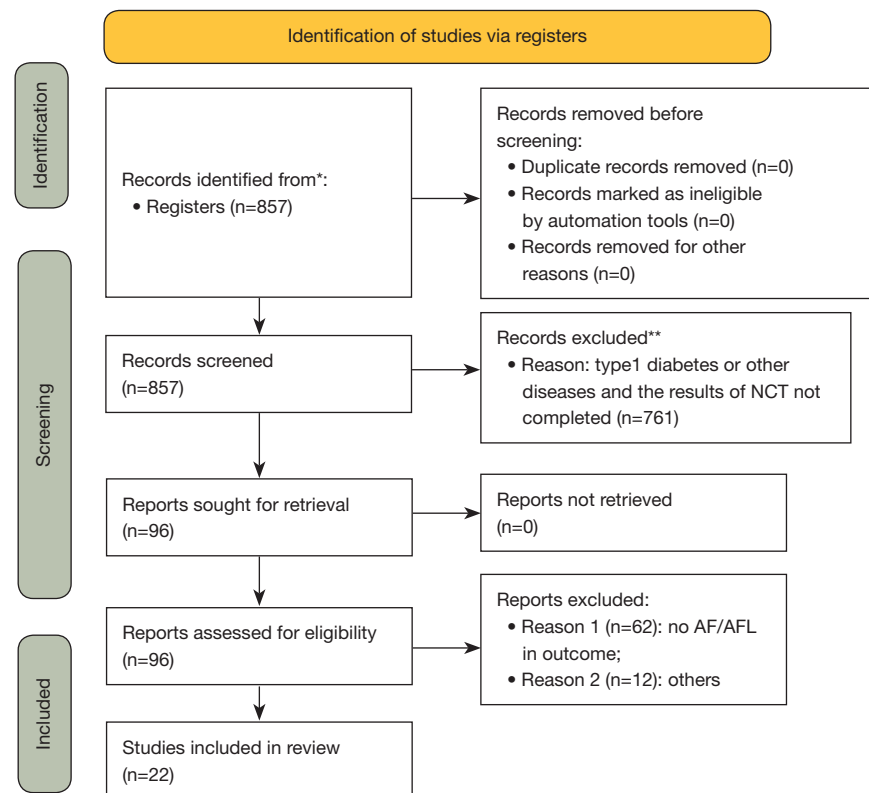 Identification of studies via registers
Identification
Records identified from*:
• Registers (n=857)
Records removed before
screening:
• Duplicate records removed (n=0)
• Records marked as ineligible
by automation tools (n=0)
• Records removed for other
reasons (n=0)
Screening
Records screened
(n=857)
Records excluded**
• Reason: type1 diabetes or other
diseases and the results of NCT not
completed (n=761)
Reports sought for retrieval
(n=96)
Reports not retrieved
(n=0)
Reports assessed for eligibility
(n=96)
Reports excluded:
• Reason 1 (n=62): no AF/AFL
in outcome;
• Reason 2 (n=12): others
Included
Studies included in review
(n=22)